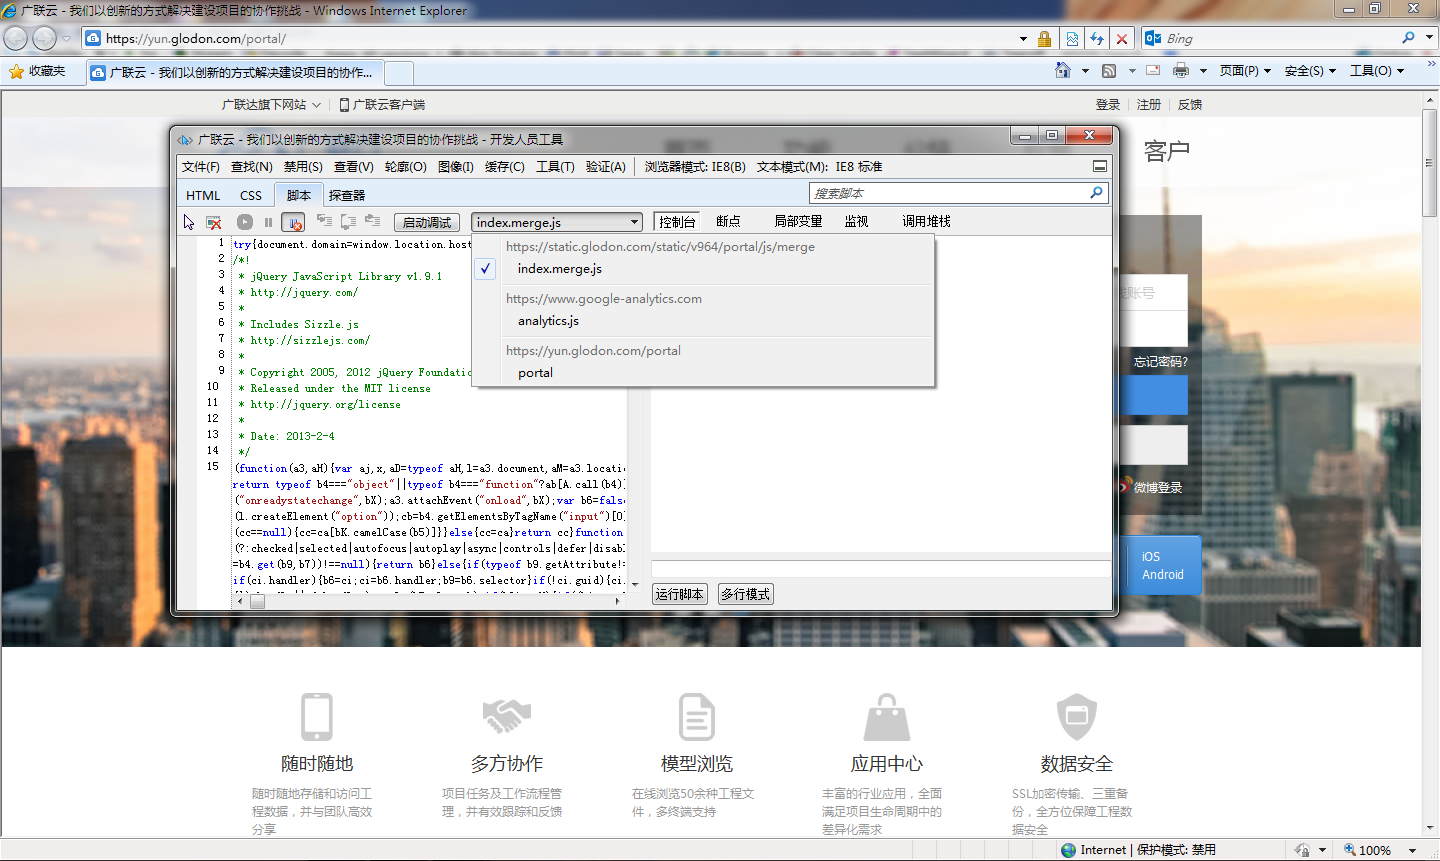 广联云 - 我们以创新的方式解决建设项目的协作挑战 - Windows Internet Explorer
https://yun.glodon.com/portal/
Bing
收藏夹
广联云 - 我们以创新的方式解决建设项目的协作...
页面(P)
安全(S)
工具(O)
广联达旗下网站
广联云客户端
登录
注册
反馈
客户
广联云 - 我们以创新的方式解决建设项目的协作挑战 - 开发人员工具
文件(F) 查找(N) 禁用(S) 查看(V) 轮廓(O) 图像(I) 缓存(C) 工具(T) 验证(A) 浏览器模式: IE8(B) 文本模式(M): IE8 标准
HTML CSS 脚本 探查器
搜索脚本
启动调试
index.merge.js
控制台 断点 局部变量 监视 调用堆栈
https://static.glodon.com/static/v964/portal/js/merge
index.merge.js
https://www.google-analytics.com
analytics.js
https://yun.glodon.com/portal
portal
1 try{document.domain=window.location.host
2 /*!
3 * jQuery JavaScript Library v1.9.1
4 * http://jquery.com/
5 *
6 * Includes Sizzle.js
7 * http://sizzlejs.com/
8 *
9 * Copyright 2005, 2012 jQuery Foundatio
10 * Released under the MIT license
11 * http://jquery.org/license
12 *
13 * Date: 2013-2-4
14 */
15 (function(a3,aH){var aj,x,aD=typeof aH,l=a3.document,aM=a3.locatio
return typeof b4==="object"||typeof b4==="function"?ab[A.call(b4)]
("onreadystatechange",bX);a3.attachEvent("onload",bX);var b6=false
(l.createElement("option"));cb=b4.getElementsByTagName("input")[0]
(cc==null){cc=ca[bK.camelCase(b5)]}}else{cc=ca}return cc}function
(?:checked|selected|autofocus|autoplay|async|controls|defer|disabl
=b4.get(b9,b7))!==null){return b6}else{if(typeof b9.getAttribute!=
if(ci.handler){b6=ci;ci=b6.handler;b9=b6.selector}if(!ci.guid){ci.
运行脚本
多行模式
线账号
忘记密码?
微博登录
iOS
Android
随时随地
随时随地存储和访问工
程数据，并与团队高效
分享
多方协作
项目任务及工作流程管
理，并有效跟踪和反馈
模型浏览
在线浏览50余种工程文
件，多终端支持
应用中心
丰富的行业应用，全面
满足项目生命周期中的
差异化需求
数据安全
SSL加密传输、三重备
份，全方位保障工程数
据安全
Internet | 保护模式: 禁用
100%